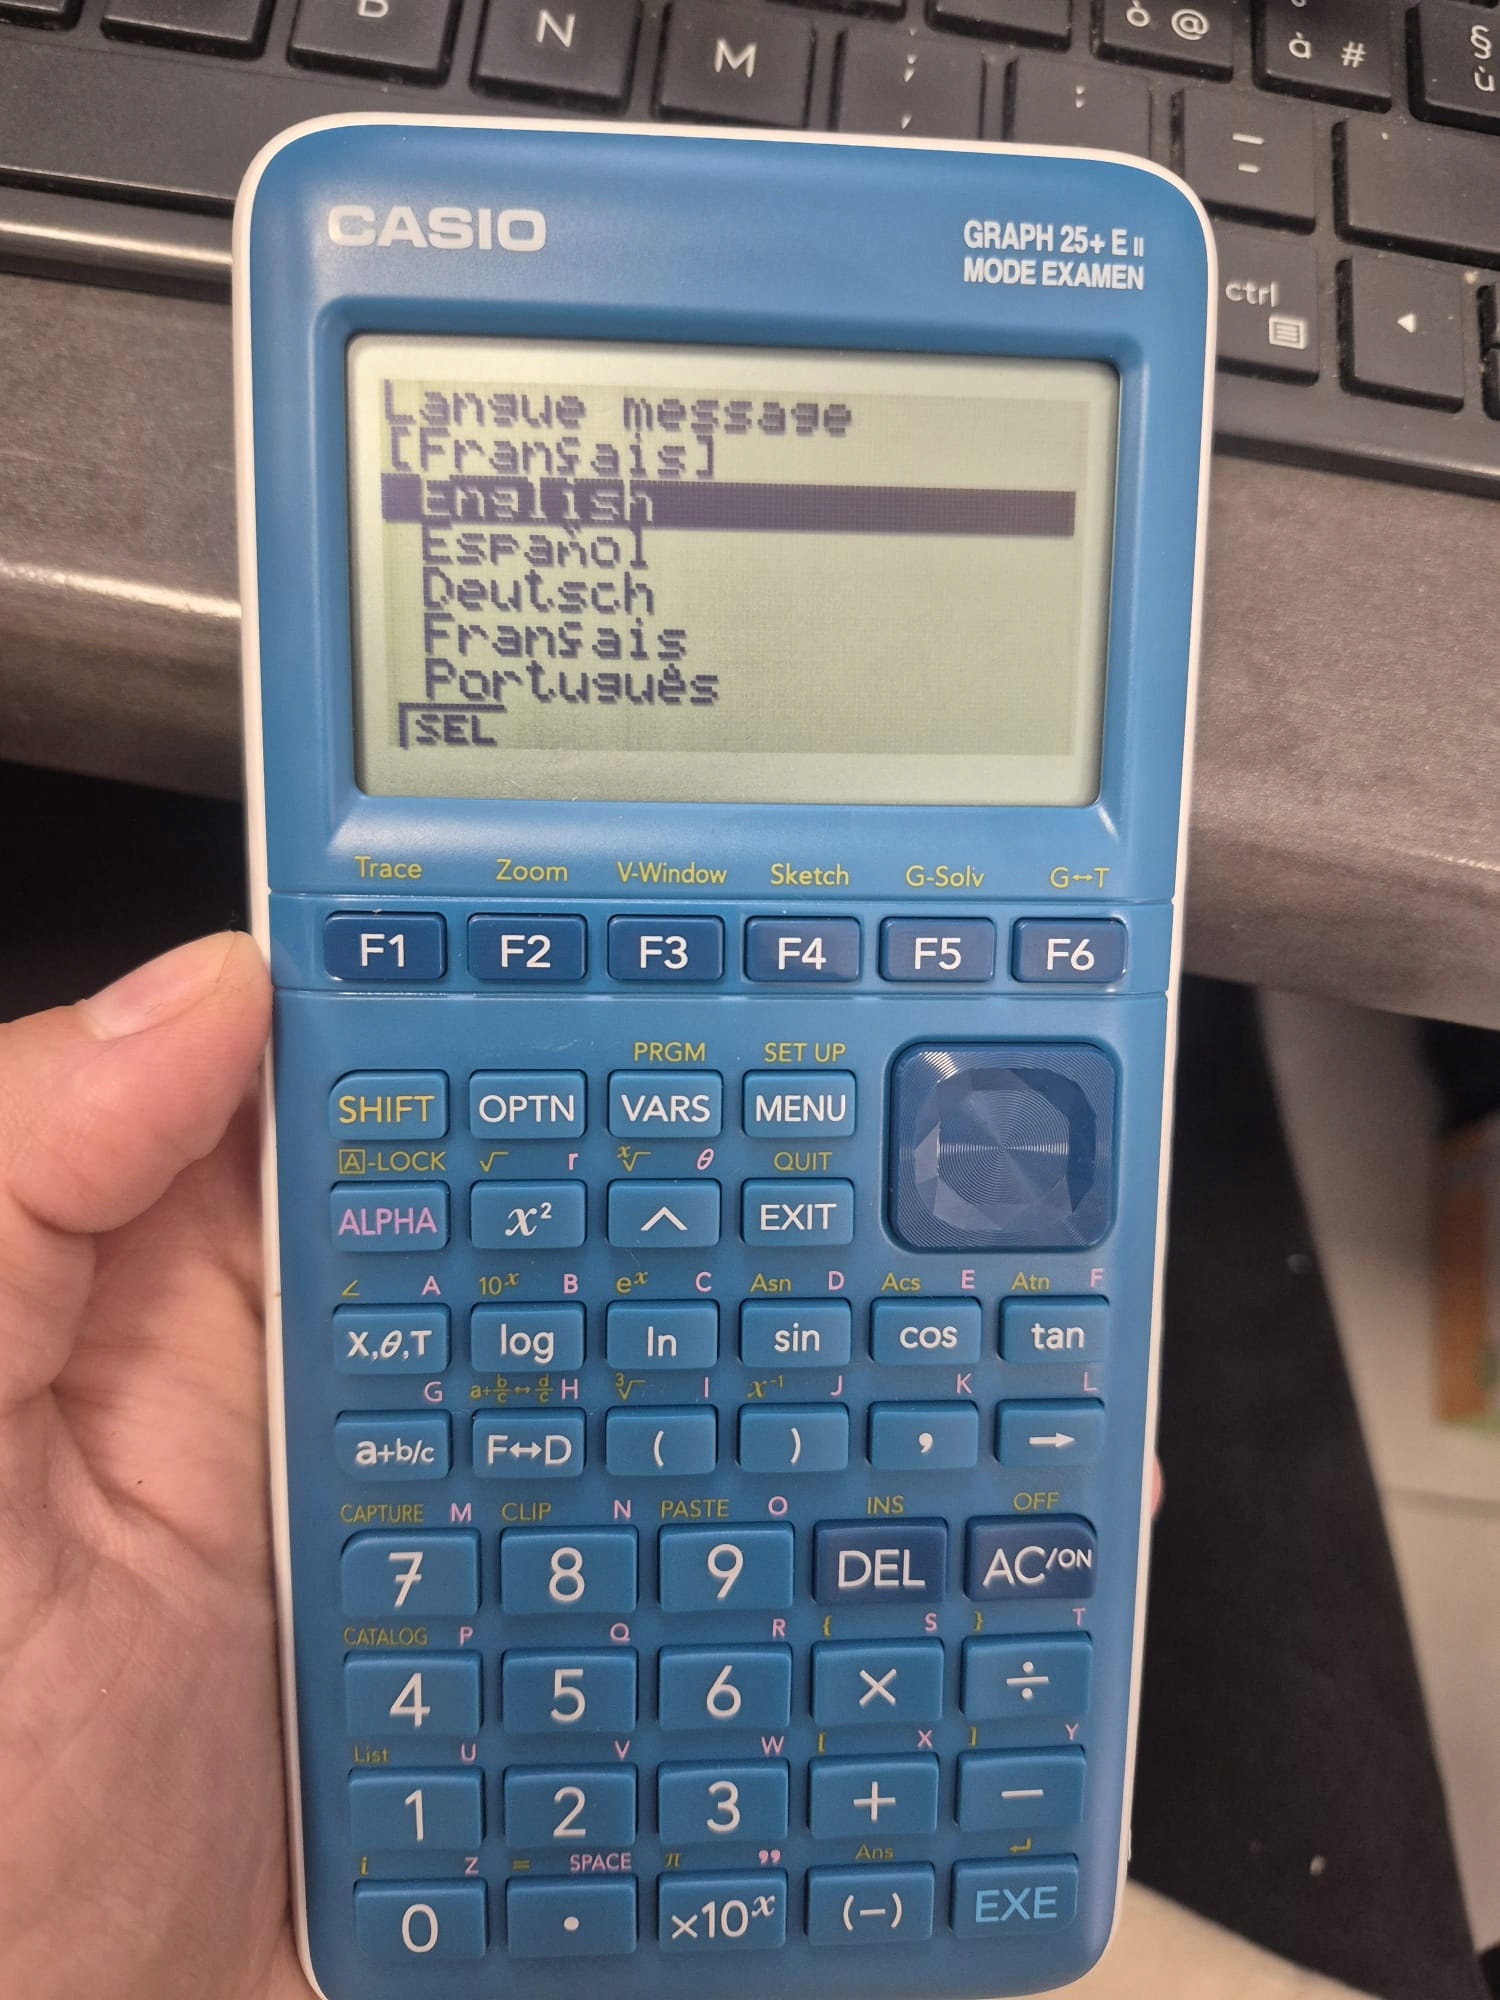 B
N
M
; ,
: .
ò @
à #
§ ù
– =
ctrl
CASIO
GRAPH 25+ E II
MODE EXAMEN
Langue message
[Français]
English
Español
Deutsch
Français
Português
SEL
Trace Zoom V-Window Sketch G-Solv G↔T
F1 F2 F3 F4 F5 F6
PRGM SET UP
SHIFT OPTN VARS MENU
A-LOCK √ r ˣ√ θ QUIT
ALPHA x² ^ EXIT
∠ A 10ˣ B eˣ C Asn D Acs E Atn F
X,θ,T log ln sin cos tan
G a+b/c↔d/c H ³√ I x⁻¹ J K L
a+b/c F↔D ( ) , →
CAPTURE M CLIP N PASTE O INS OFF
7 8 9 DEL AC/ON
CATALOG P Q R { S } T
4 5 6 × ÷
List U V W [ X ] Y
1 2 3 + −
i Z = SPACE π " Ans ↵
0 . ×10ˣ (−) EXE